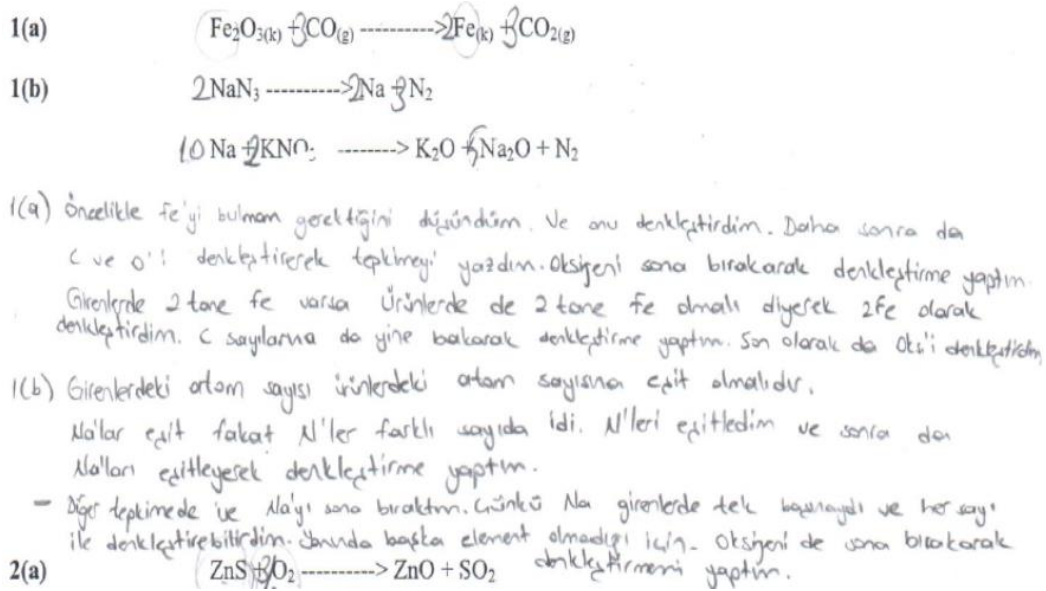 1(a) Fe2O3(k) + 3CO(g) ----------->2Fe(k) + 3CO2(g)
1(b) 2NaN3 ----------->2Na + 3N2
10 Na + 2KNO3 --------> K2O + 5Na2O + N2
1(a) Öncelikle Fe'yi bulmam gerektiğini düşündüm. Ve onu denkleştirdim. Daha sonra da
C ve O'i denkleştirerek tepkimeyi yazdım. Oksijeni sona bırakarak denkleştirme yaptım.
Girenlerde 2 tane Fe varsa Ürünlerde de 2 tane Fe olmalı diyerek 2Fe olarak
denkleştirdim. C sayılarına da yine bakarak denkleştirme yaptım. Son olarak da Oks'i denkleştirdim
1(b) Girenlerdeki atom sayısı ürünlerdeki atom sayısına eşit olmalıdır.
Na'lar eşit fakat N'ler farklı sayıda idi. N'leri eşitledim ve sonra da
Na'ları eşitleyerek denkleştirme yaptım.
- Diğer tepkimede ise Na'yı sona bıraktım. Çünkü Na girenlerde tek başınaydı ve her sayı
ile denkleştirebilirdim. Yanında başka element olmadığı için. Oksijeni de sona bırakarak
denkleştirmemi yaptım.
2(a) ZnS + O2 -----------> ZnO + SO2